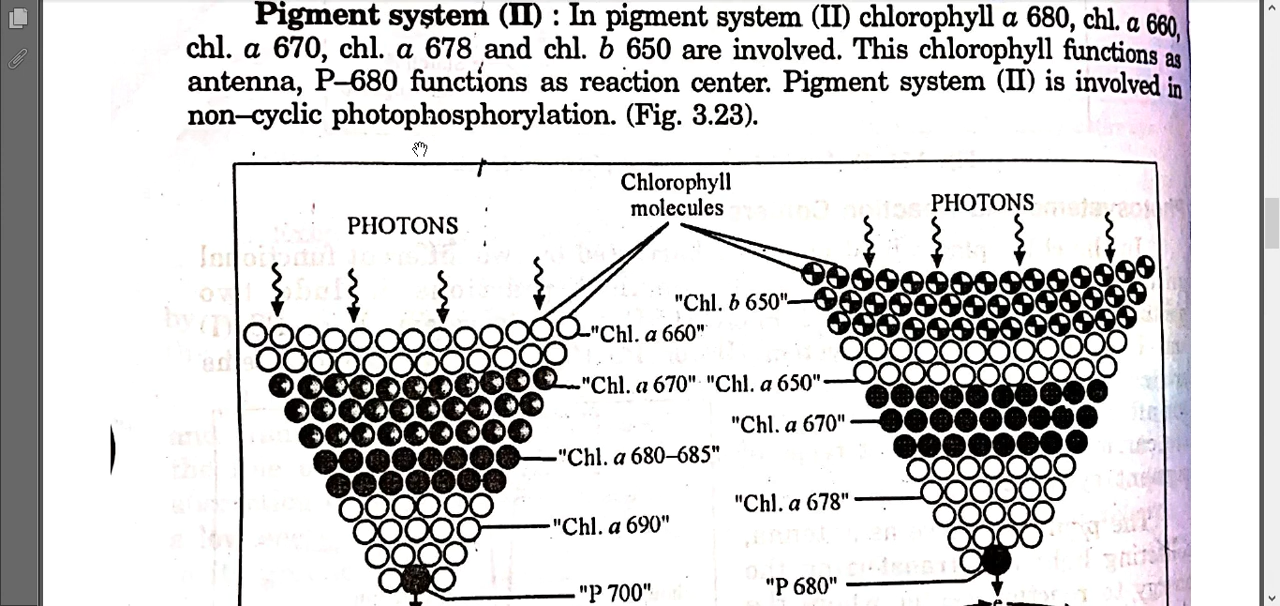 Pigment system (II) : In pigment system (II) chlorophyll a 680, chl. a 660,
chl. a 670, chl. a 678 and chl. b 650 are involved. This chlorophyll functions as
antenna, P–680 functions as reaction center. Pigment system (II) is involved in
non–cyclic photophosphorylation. (Fig. 3.23).
Chlorophyll
molecules
PHOTONS
PHOTONS
"Chl. b 650"
"Chl. a 660"
"Chl. a 670" "Chl. a 650"
"Chl. a 670"
"Chl. a 680–685"
"Chl. a 678"
"Chl. a 690"
"P 680"
"P 700"